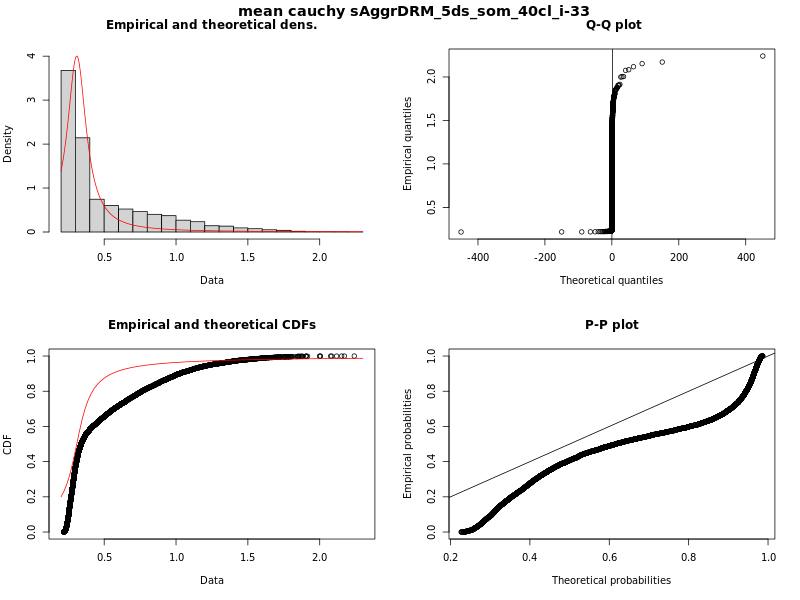 mean cauchy sAggrDRM_5ds_som_40cl_i-33
Empirical and theoretical dens.
Density
0 1 2 3 4
0.5 1.0 1.5 2.0
Data
Q-Q plot
Empirical quantiles
0.5 1.0 1.5 2.0
-400 -200 0 200 400
Theoretical quantiles
Empirical and theoretical CDFs
CDF
0.0 0.2 0.4 0.6 0.8 1.0
0.5 1.0 1.5 2.0
Data
P-P plot
Empirical probabilities
0.0 0.2 0.4 0.6 0.8 1.0
0.2 0.4 0.6 0.8 1.0
Theoretical probabilities